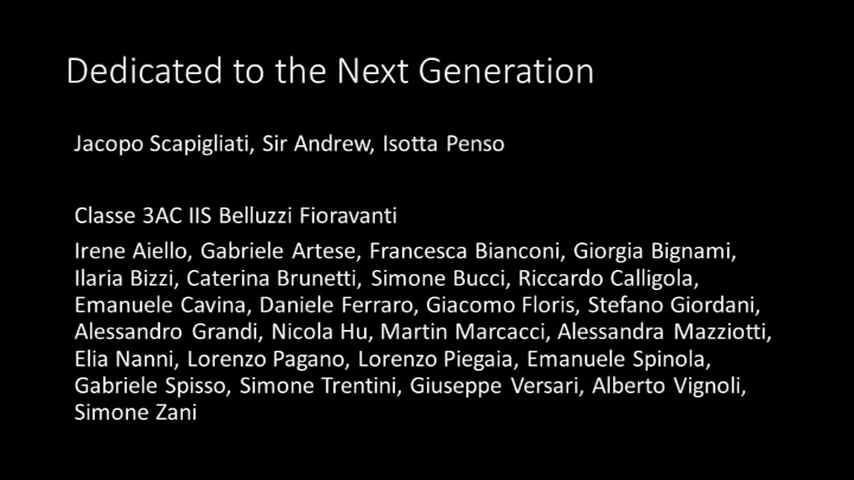 Dedicated to the Next Generation
Jacopo Scapigliati, Sir Andrew, Isotta Penso
Classe 3AC IIS Belluzzi Fioravanti
Irene Aiello, Gabriele Artese, Francesca Bianconi, Giorgia Bignami,
Ilaria Bizzi, Caterina Brunetti, Simone Bucci, Riccardo Calligola,
Emanuele Cavina, Daniele Ferraro, Giacomo Floris, Stefano Giordani,
Alessandro Grandi, Nicola Hu, Martin Marcacci, Alessandra Mazziotti,
Elia Nanni, Lorenzo Pagano, Lorenzo Piegaia, Emanuele Spinola,
Gabriele Spisso, Simone Trentini, Giuseppe Versari, Alberto Vignoli,
Simone Zani